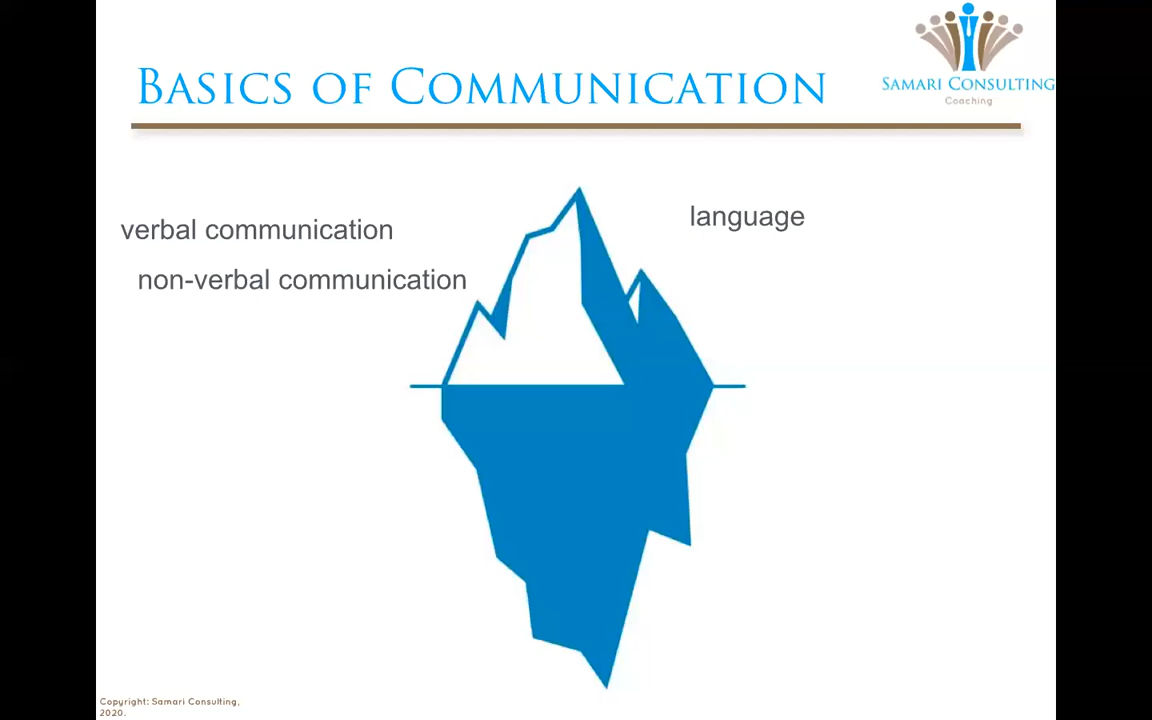 BASICS OF COMMUNICATION
SAMARI CONSULTING
Coaching
verbal communication
language
non-verbal communication
Copyright: Samari Consulting,
2020.